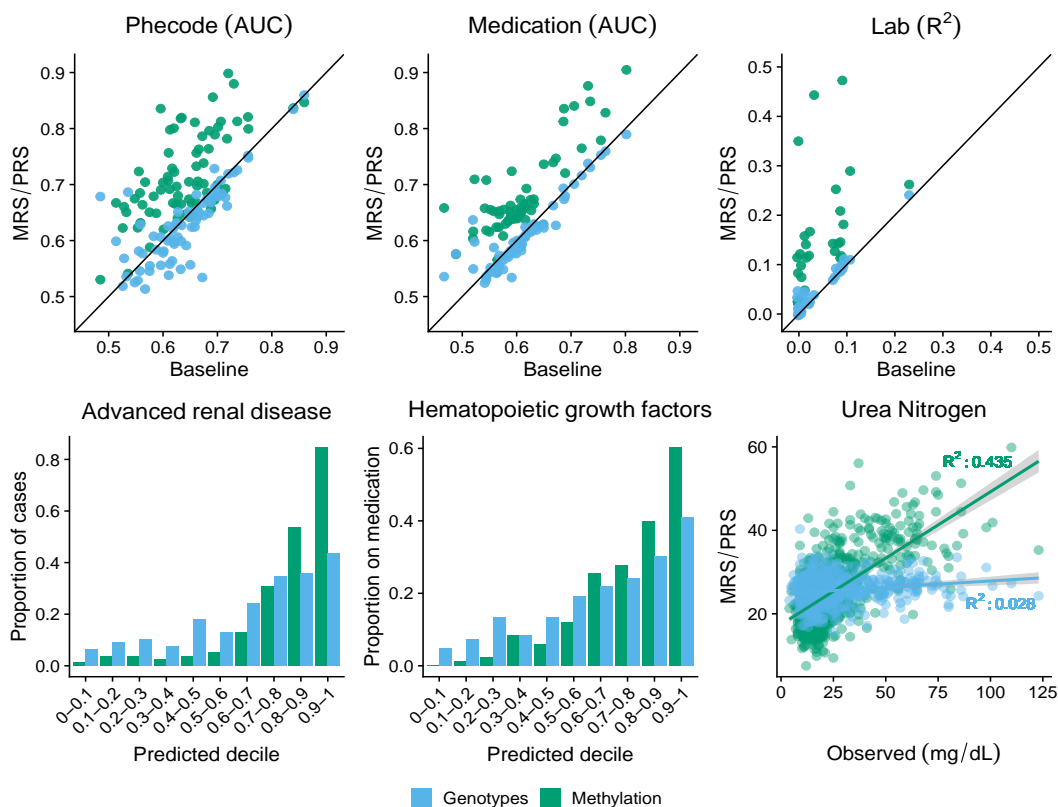 Phecode (AUC)
MRS/PRS
0.9
0.8
0.7
0.6
0.5
0.5 0.6 0.7 0.8 0.9
Baseline
Medication (AUC)
MRS/PRS
0.9
0.8
0.7
0.6
0.5
0.5 0.6 0.7 0.8 0.9
Baseline
Lab (R²)
MRS/PRS
0.5
0.4
0.3
0.2
0.1
0.0
0.0 0.1 0.2 0.3 0.4 0.5
Baseline
Advanced renal disease
Proportion of cases
0.8
0.6
0.4
0.2
0.0
0–0.1 0.1–0.2 0.2–0.3 0.3–0.4 0.4–0.5 0.5–0.6 0.6–0.7 0.7–0.8 0.8–0.9 0.9–1
Predicted decile
Hematopoietic growth factors
Proportion on medication
0.6
0.4
0.2
0.0
0–0.1 0.1–0.2 0.2–0.3 0.3–0.4 0.4–0.5 0.5–0.6 0.6–0.7 0.7–0.8 0.8–0.9 0.9–1
Predicted decile
Urea Nitrogen
MRS/PRS
60
40
20
R²: 0.435
R²: 0.028
0 25 50 75 100 125
Observed (mg/dL)
Genotypes Methylation